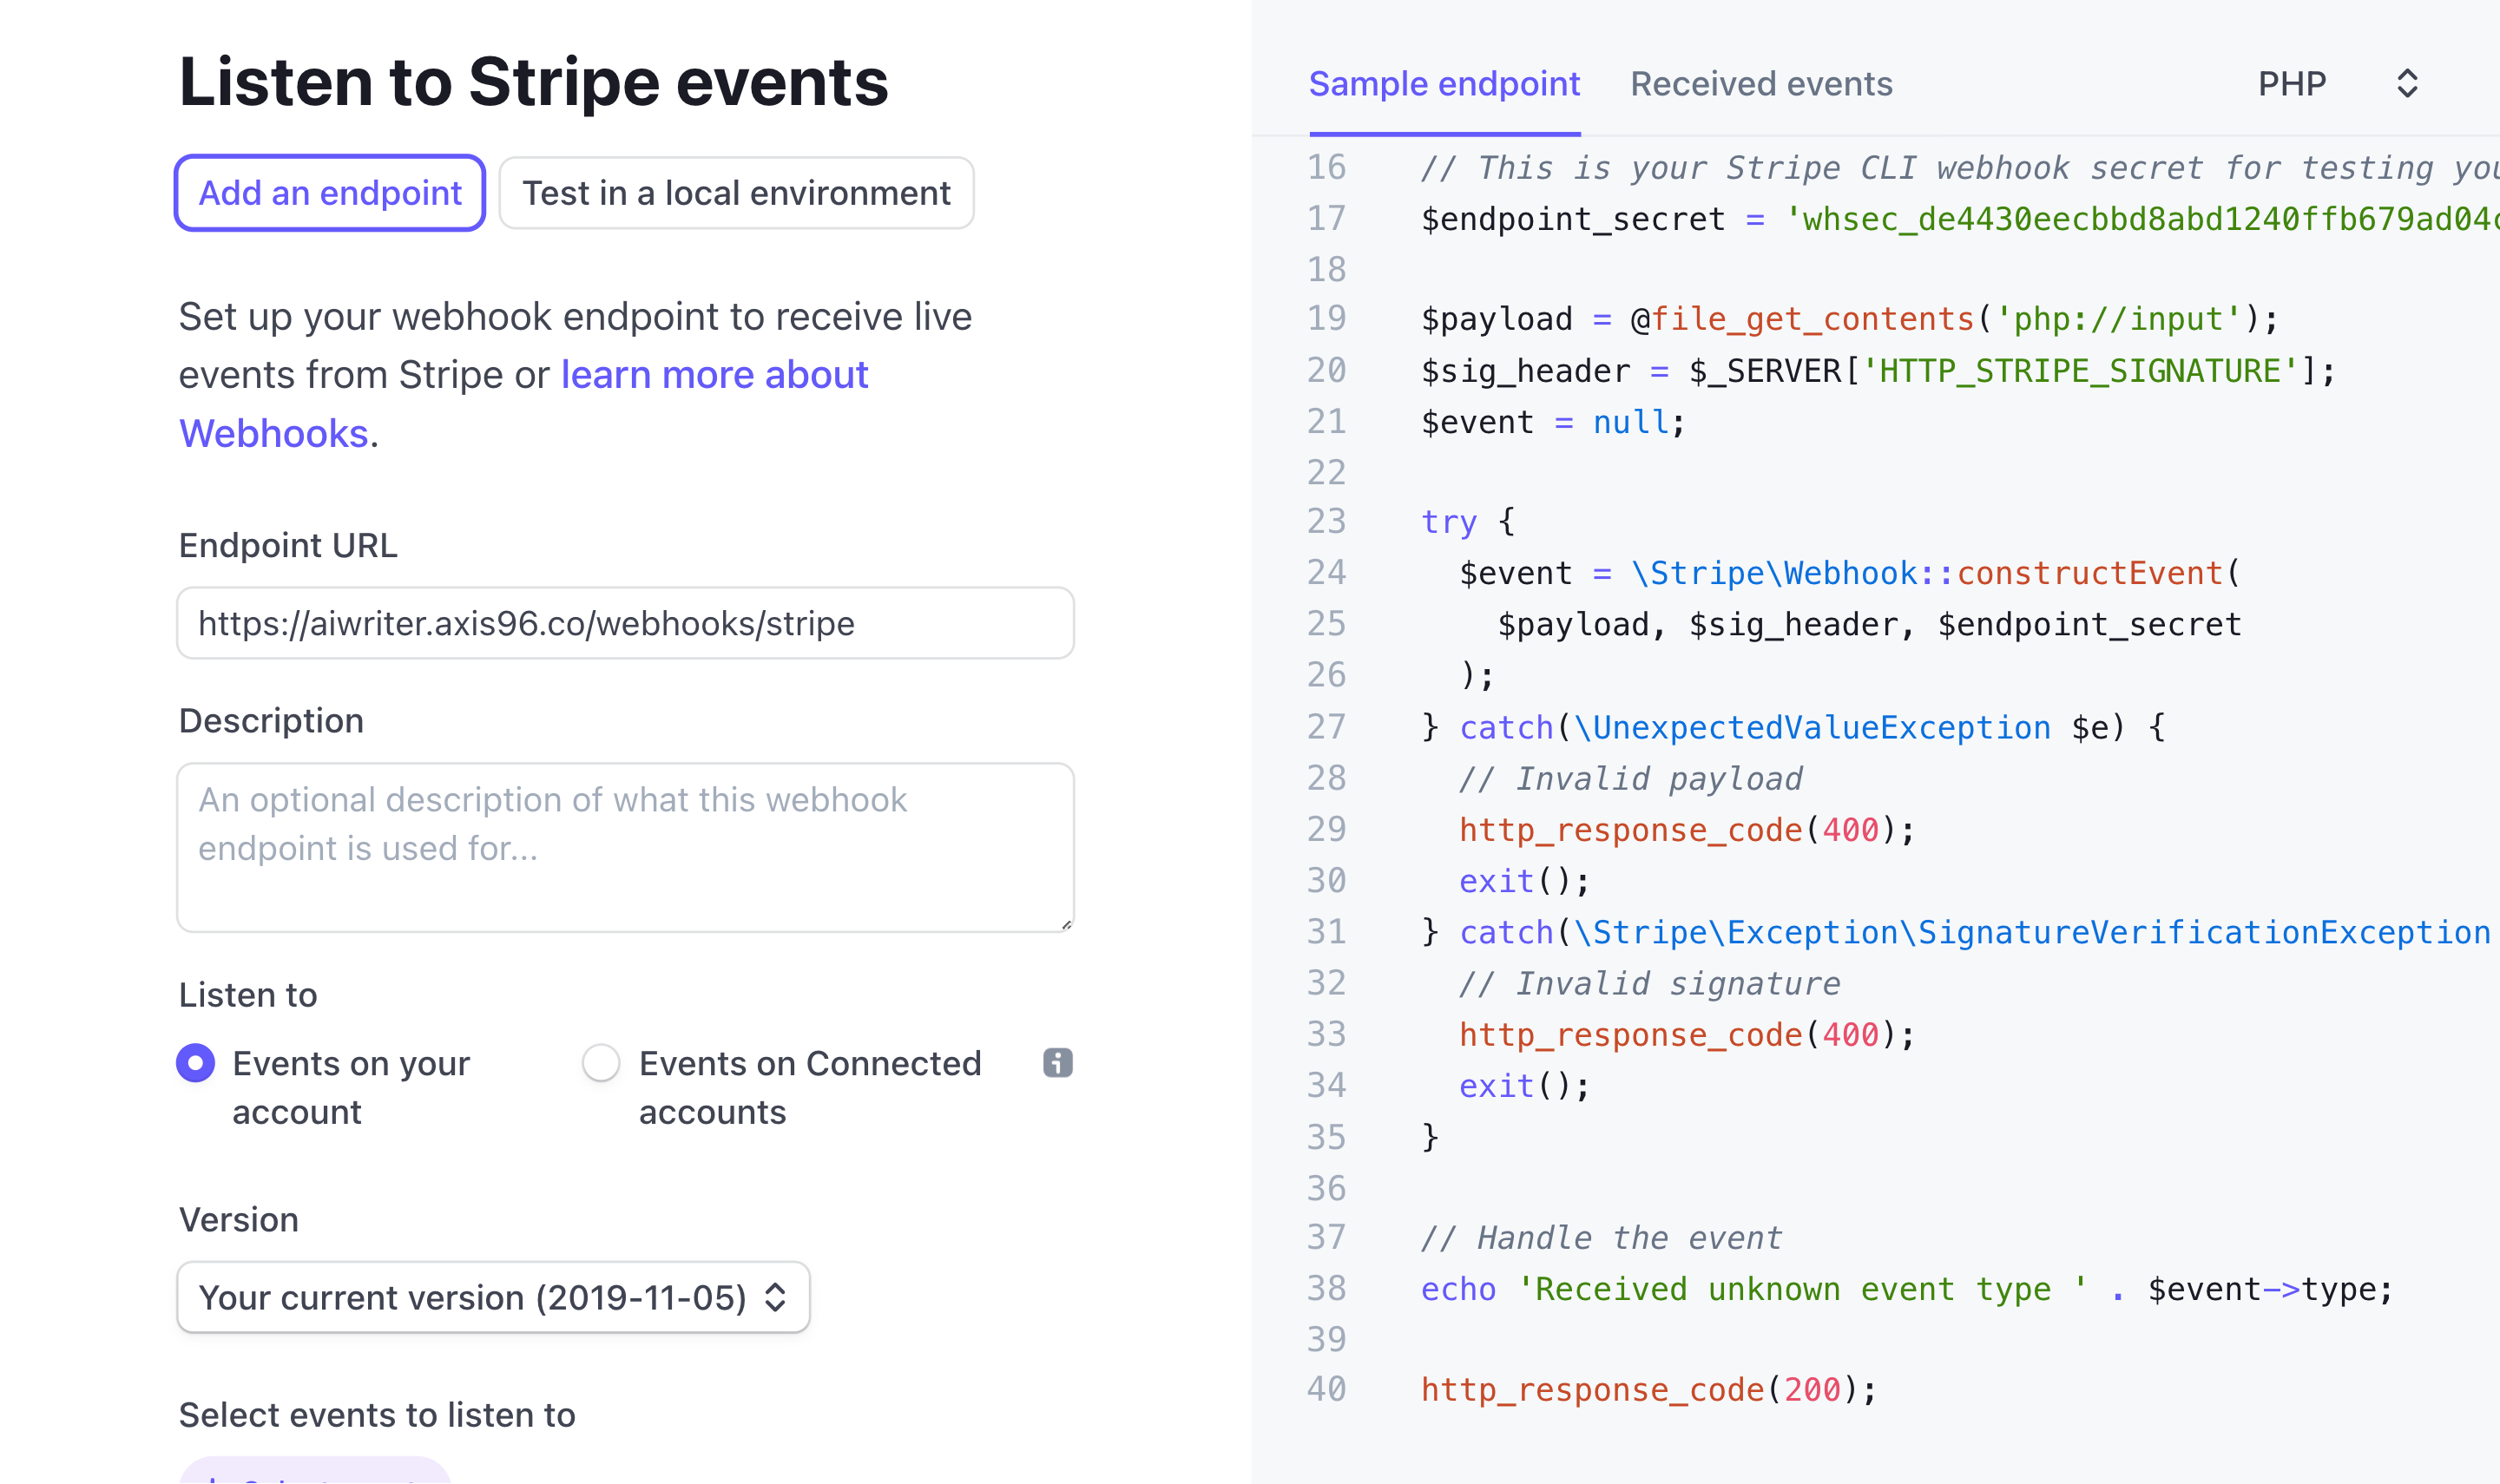 Listen to Stripe events
Add an endpoint
Test in a local environment
Set up your webhook endpoint to receive live
events from Stripe or learn more about
Webhooks.
Endpoint URL
https://aiwriter.axis96.co/webhooks/stripe
Description
An optional description of what this webhook
endpoint is used for...
Listen to
Events on your
account
Events on Connected
accounts
Version
Your current version (2019-11-05)
Select events to listen to
Sample endpoint
Received events
PHP
16 // This is your Stripe CLI webhook secret for testing you
17 $endpoint_secret = 'whsec_de4430eecbbd8abd1240ffb679ad04c
18
19 $payload = @file_get_contents('php://input');
20 $sig_header = $_SERVER['HTTP_STRIPE_SIGNATURE'];
21 $event = null;
22
23 try {
24   $event = \Stripe\Webhook::constructEvent(
25     $payload, $sig_header, $endpoint_secret
26   );
27 } catch(\UnexpectedValueException $e) {
28   // Invalid payload
29   http_response_code(400);
30   exit();
31 } catch(\Stripe\Exception\SignatureVerificationException
32   // Invalid signature
33   http_response_code(400);
34   exit();
35 }
36
37 // Handle the event
38 echo 'Received unknown event type ' . $event->type;
39
40 http_response_code(200);